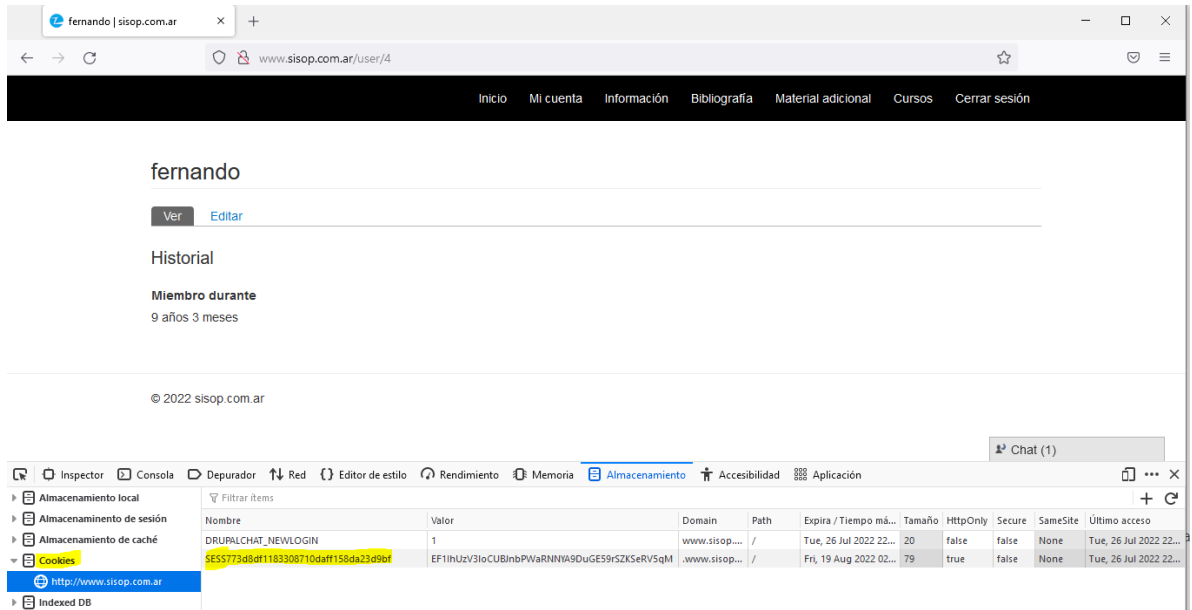 fernando | sisop.com.ar
www.sisop.com.ar/user/4
Inicio Mi cuenta Información Bibliografía Material adicional Cursos Cerrar sesión
fernando
Ver Editar
Historial
Miembro durante
9 años 3 meses
© 2022 sisop.com.ar
Chat (1)
Inspector Consola Depurador Red Editor de estilo Rendimiento Memoria Almacenamiento Accesibilidad Aplicación
Almacenamiento local Filtrar ítems
Almacenaminento de sesión Nombre Valor Domain Path Expira / Tiempo má... Tamaño HttpOnly Secure SameSite Último acceso
Almacenamiento de caché DRUPALCHAT_NEWLOGIN 1 www.sisop.... / Tue, 26 Jul 2022 22... 20 false false None Tue, 26 Jul 2022 22...
Cookies SESS773d8df1183308710daff158da23d9bf EF1IhUzV3IoCUBJnbPWaRNNYA9DuGE59rSZKSeRV5qM .www.sisop... / Fri, 19 Aug 2022 02... 79 true false None Tue, 26 Jul 2022 22...
http://www.sisop.com.ar
Indexed DB